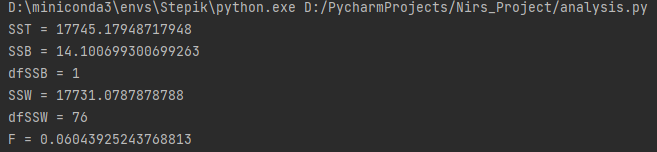 D:\miniconda3\envs\Stepik\python.exe D:/PycharmProjects/Nirs_Project/analysis.py
SST = 17745.17948717948
SSB = 14.100699300699263
dfSSB = 1
SSW = 17731.0787878788
dfSSW = 76
F = 0.06043925243768813